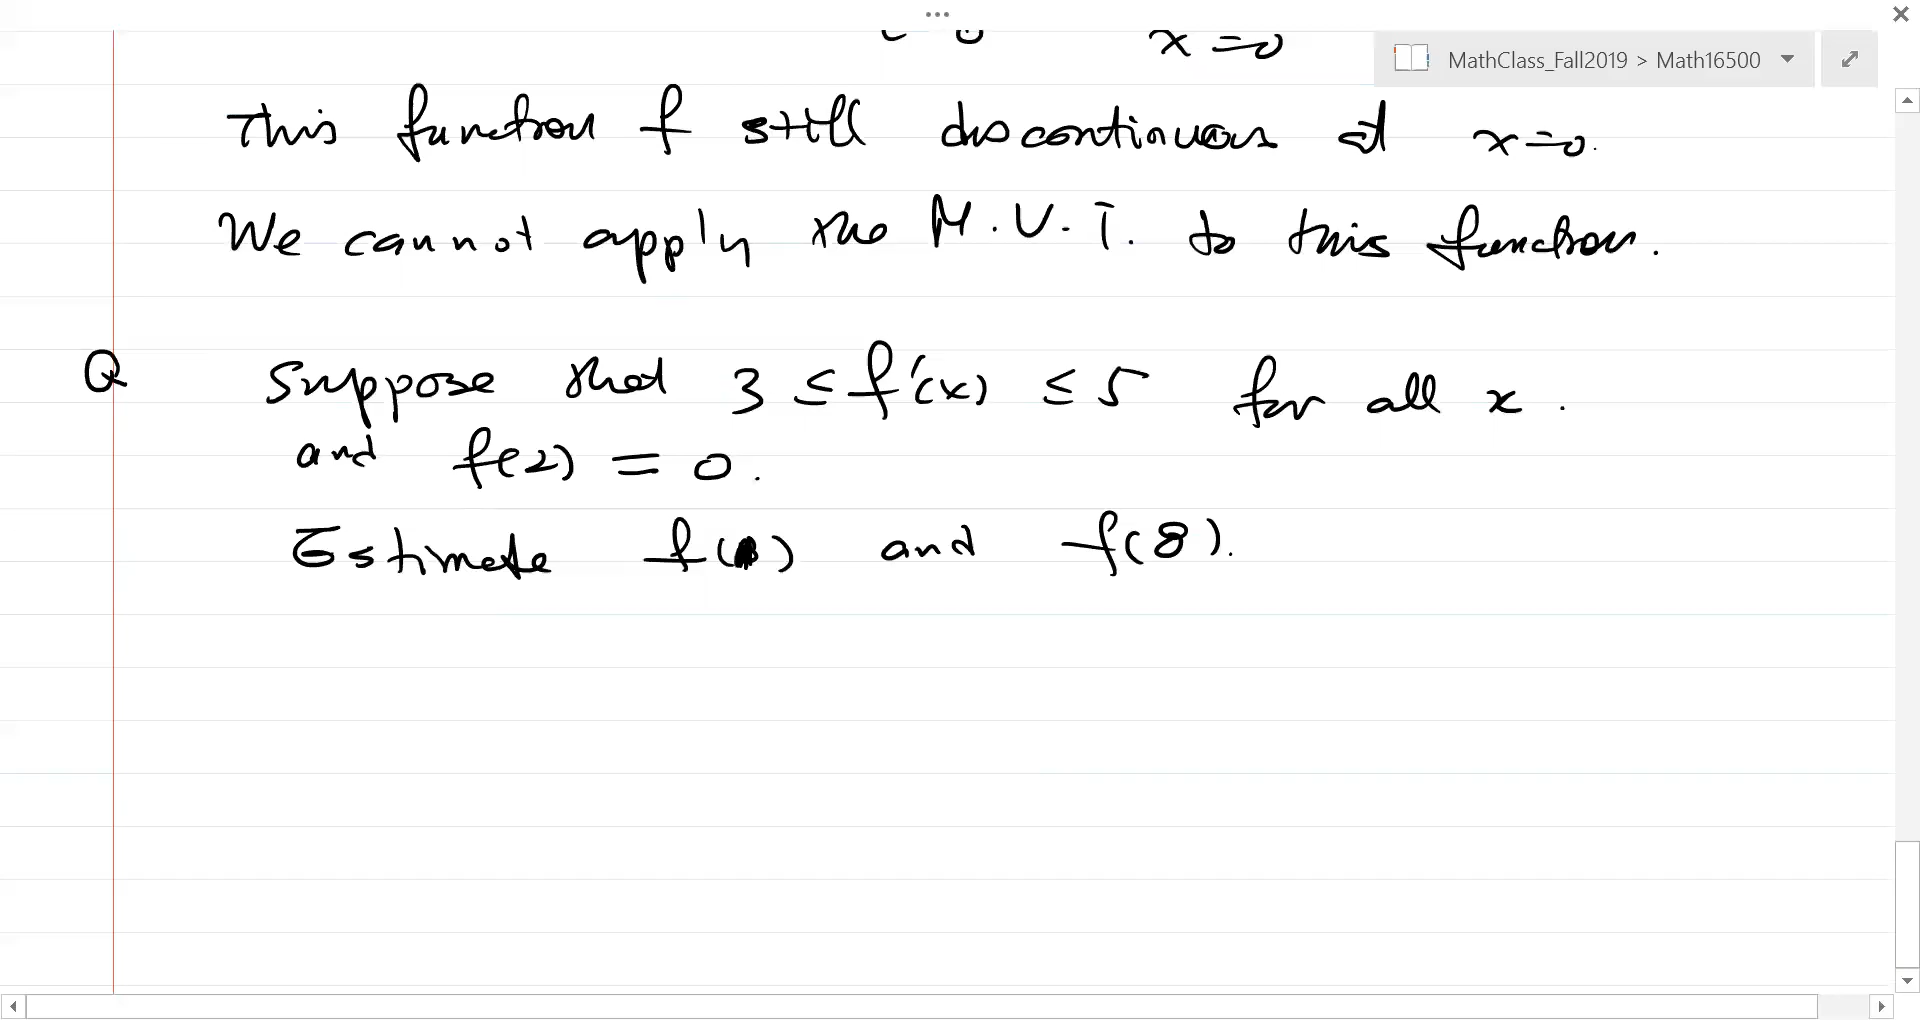 x=0
MathClass_Fall2019 > Math16500
This function f still discontinuous at x=0.
We cannot apply the M.V.T. to this function.
Q Suppose that 3 ≤ f'(x) ≤ 5 for all x.
and f(2) = 0.
Estimate f( ) and f(8).